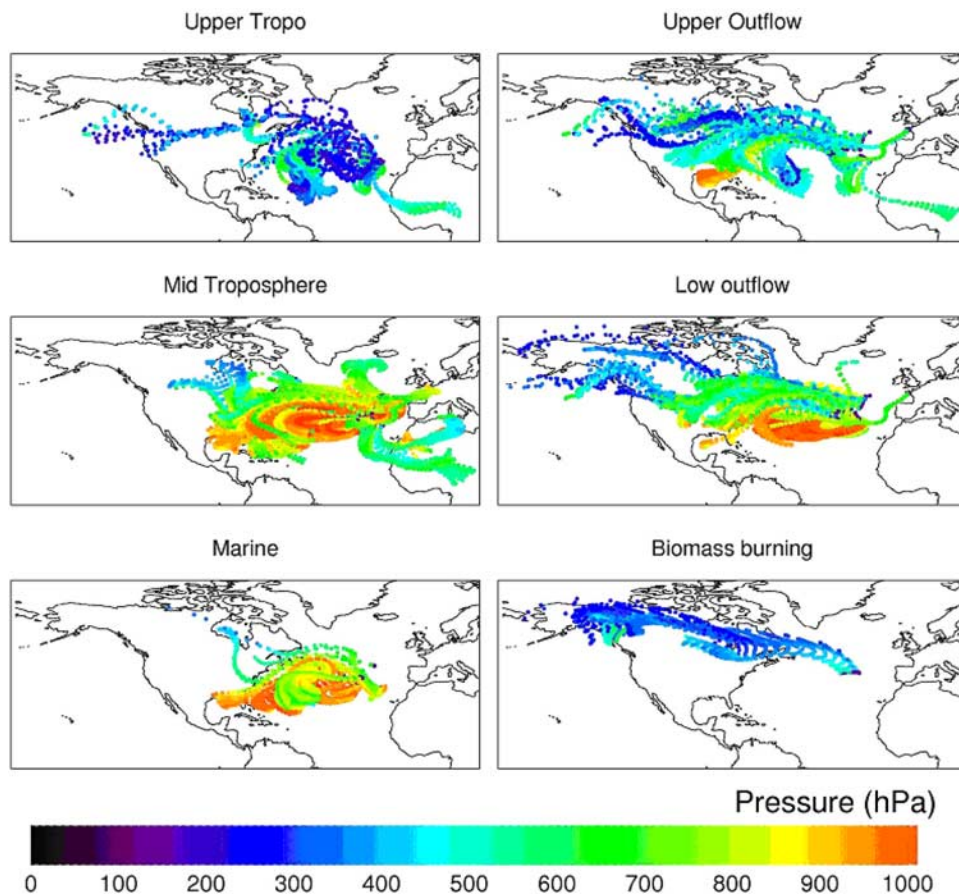 Upper Tropo
Upper Outflow
Mid Troposphere
Low outflow
Marine
Biomass burning
Pressure (hPa)
0 100 200 300 400 500 600 700 800 900 1000